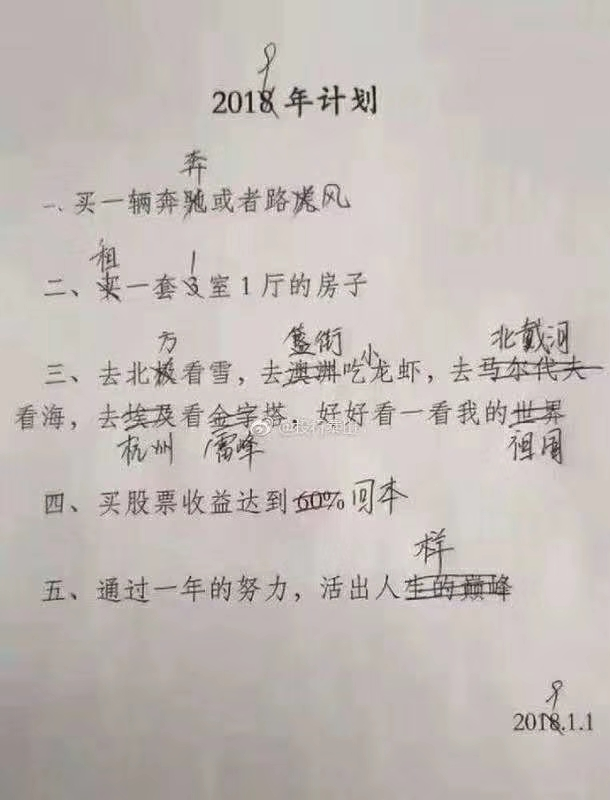 9
2018年计划
奔
一、买一辆奔驰或者路虎风
租 1
二、买一套3室1厅的房子
方 簋街 小 北戴河
三、去北极看雪，去澳洲吃龙虾，去马尔代夫
看海，去埃及看金字塔，好好看一看我的世界
杭州 雷峰 祖国
四、买股票收益达到60%回本
样
五、通过一年的努力，活出人生的巅峰
9
2018.1.1